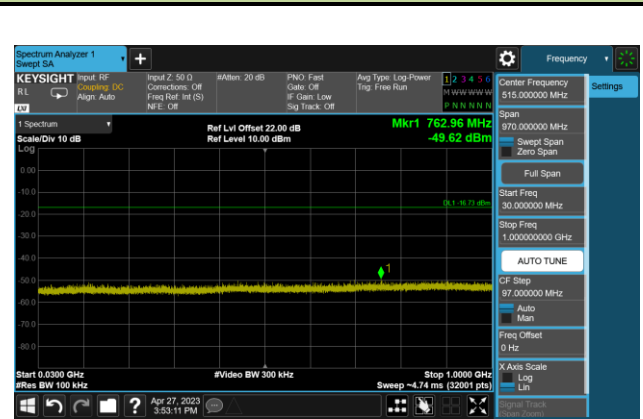 Spectrum Analyzer 1
Swept SA
Frequency
KEYSIGHT
Input: RF
Input Z: 50 Ω
#Atten: 20 dB
PNO: Fast
Avg Type: Log-Power
1 2 3 4 5 6
RL
Coupling: DC
Corrections: Off
Gate: Off
Trig: Free Run
M W W W W W
Align: Auto
Freq Ref: Int (S)
IF Gain: Low
NFE: Off
Sig Track: Off
P N N N N N
LXI
1 Spectrum
Scale/Div 10 dB
Log
Ref Lvl Offset 22.00 dB
Ref Level 10.00 dBm
Mkr1 762.96 MHz
-49.62 dBm
0.00
-10.0
DL1 -16.73 dBm
-20.0
-30.0
-40.0
1
-50.0
-60.0
-70.0
-80.0
Start 0.0300 GHz
#Video BW 300 kHz
Stop 1.0000 GHz
#Res BW 100 kHz
Sweep ~4.74 ms (32001 pts)
Center Frequency
515.000000 MHz
Settings
Span
970.000000 MHz
Swept Span
Zero Span
Full Span
Start Freq
30.000000 MHz
Stop Freq
1.000000000 GHz
AUTO TUNE
CF Step
97.000000 MHz
Auto
Man
Freq Offset
0 Hz
X Axis Scale
Log
Lin
Signal Track
(Span Zoom)
?
Apr 27, 2023
3:53:11 PM